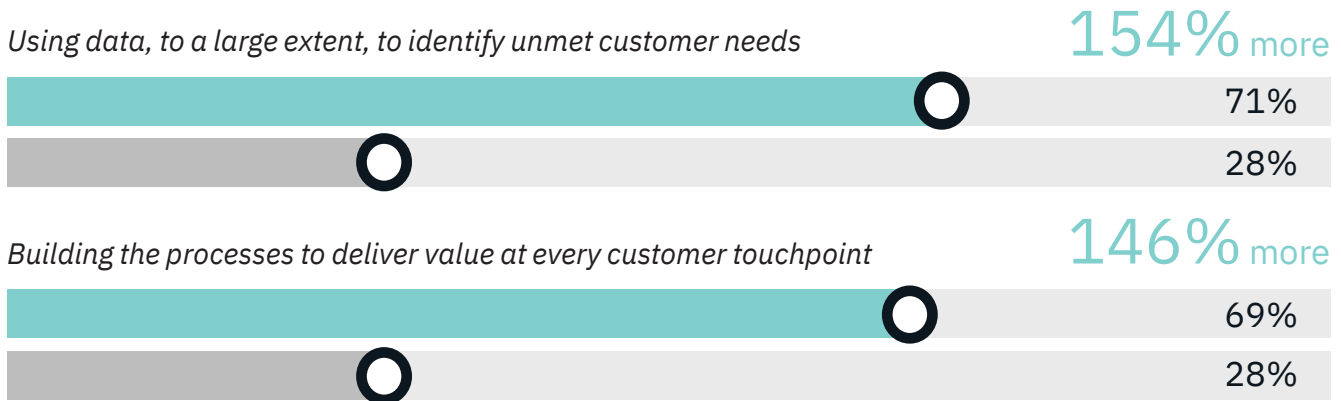 Using data, to a large extent, to identify unmet customer needs
154% more
71%
28%
Building the processes to deliver value at every customer touchpoint
146% more
69%
28%